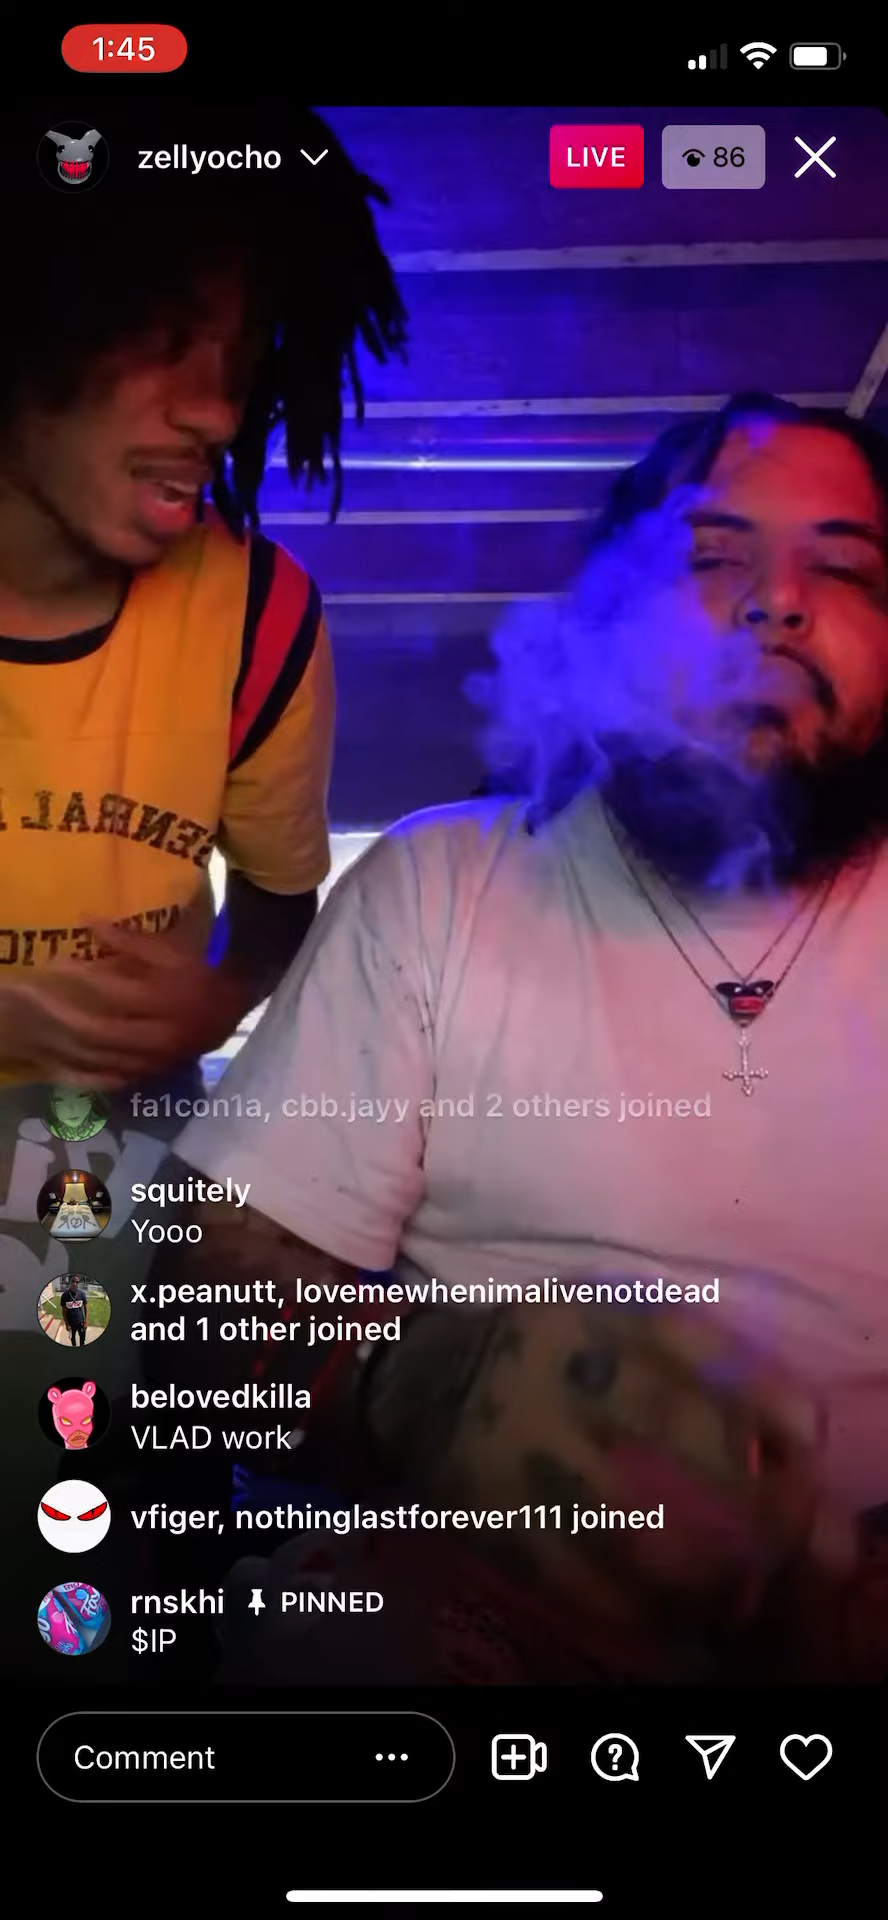 1:45
zellyocho
LIVE
86
GENERAL
fa1con1a, cbb.jayy and 2 others joined
squitely
Yooo
x.peanutt, lovemewhenimalivenotdead
and 1 other joined
belovedkilla
VLAD work
vfiger, nothinglastforever111 joined
rnskhi PINNED
$IP
Comment